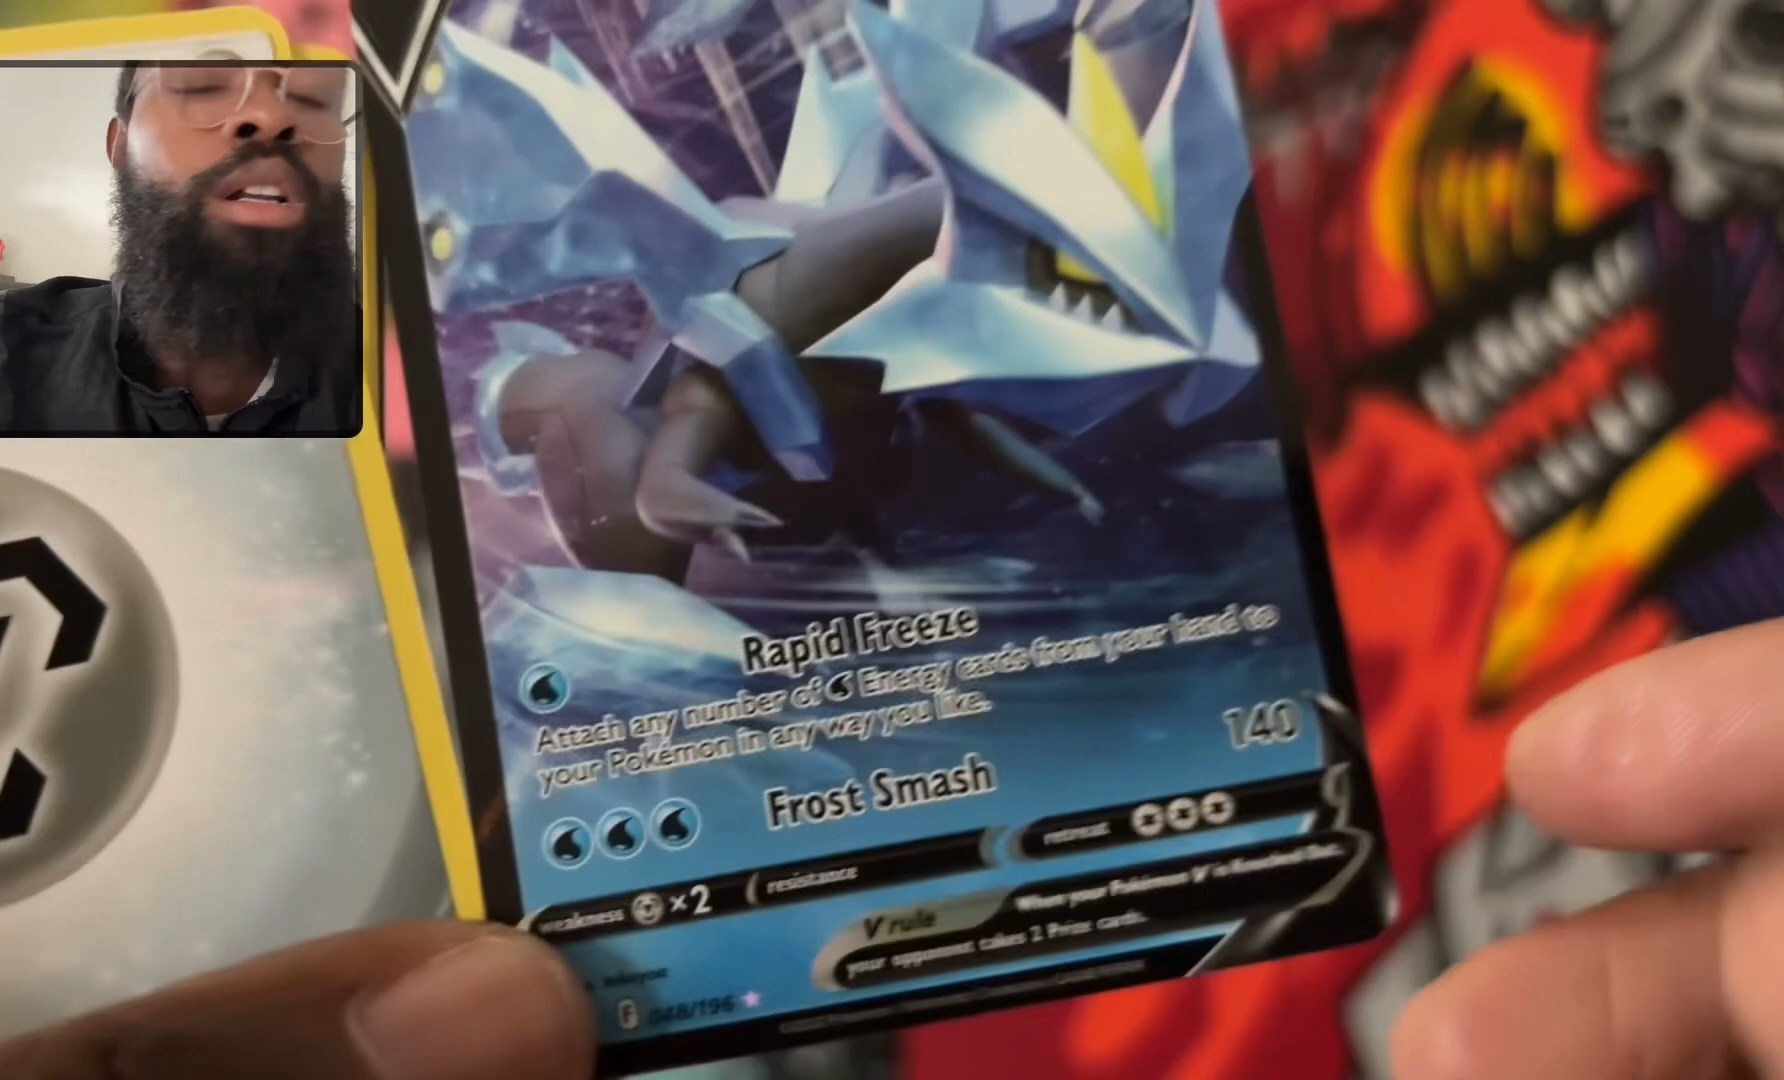 Rapid Freeze
Attach any number of Energy cards from your hand to
your Pokémon in any way you like.
Frost Smash 140
weakness ×2 resistance retreat
V rule When your Pokémon V is Knocked Out,
your opponent takes 2 Prize cards.
F 048/196